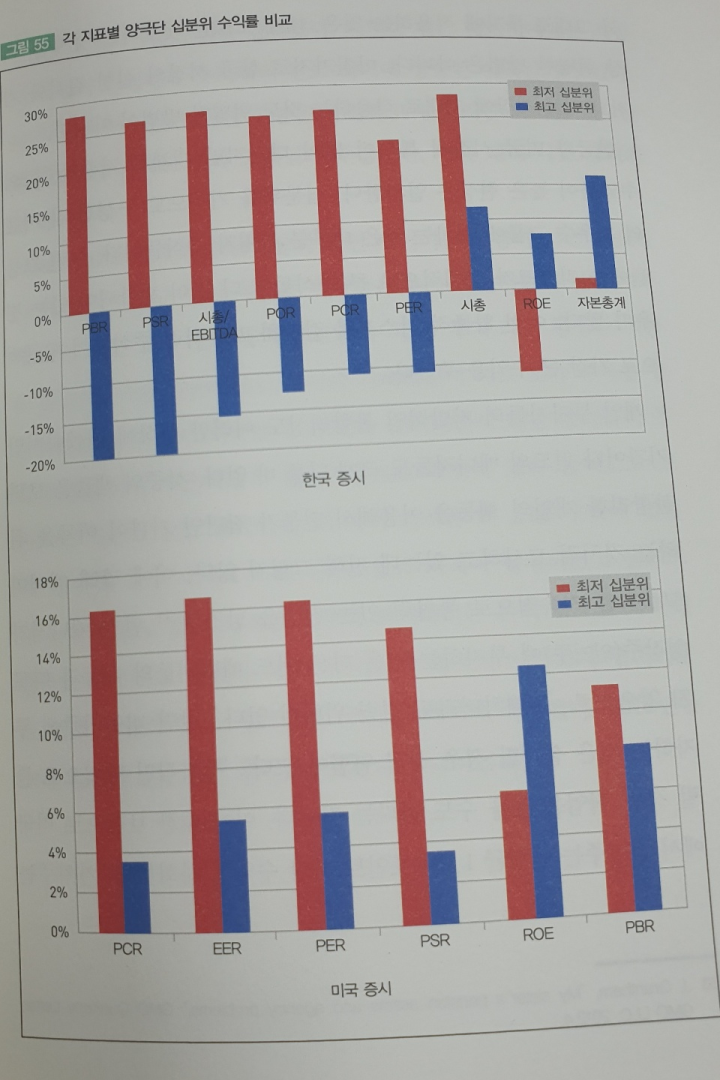 그림 55 각 지표별 양극단 십분위 수익률 비교
최저 십분위
최고 십분위
30%
25%
20%
15%
10%
5%
0%
-5%
-10%
-15%
-20%
PBR PSR 시총/ POR PCR PER 시총 ROE 자본총계
EBITDA
한국 증시
최저 십분위
최고 십분위
18%
16%
14%
12%
10%
8%
6%
4%
2%
0%
PCR EER PER PSR ROE PBR
미국 증시